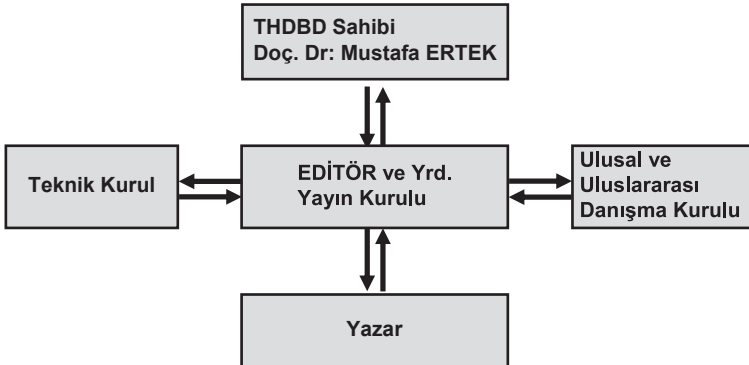 THDBD Sahibi
Doç. Dr: Mustafa ERTEK
Teknik Kurul
EDİTÖR ve Yrd.
Yayın Kurulu
Ulusal ve
Uluslararası
Danışma Kurulu
Yazar